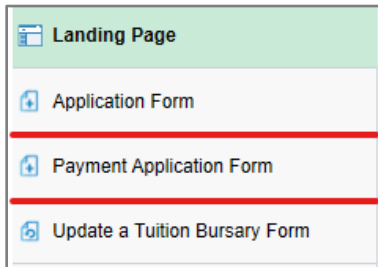 Landing Page
Application Form
Payment Application Form
Update a Tuition Bursary Form